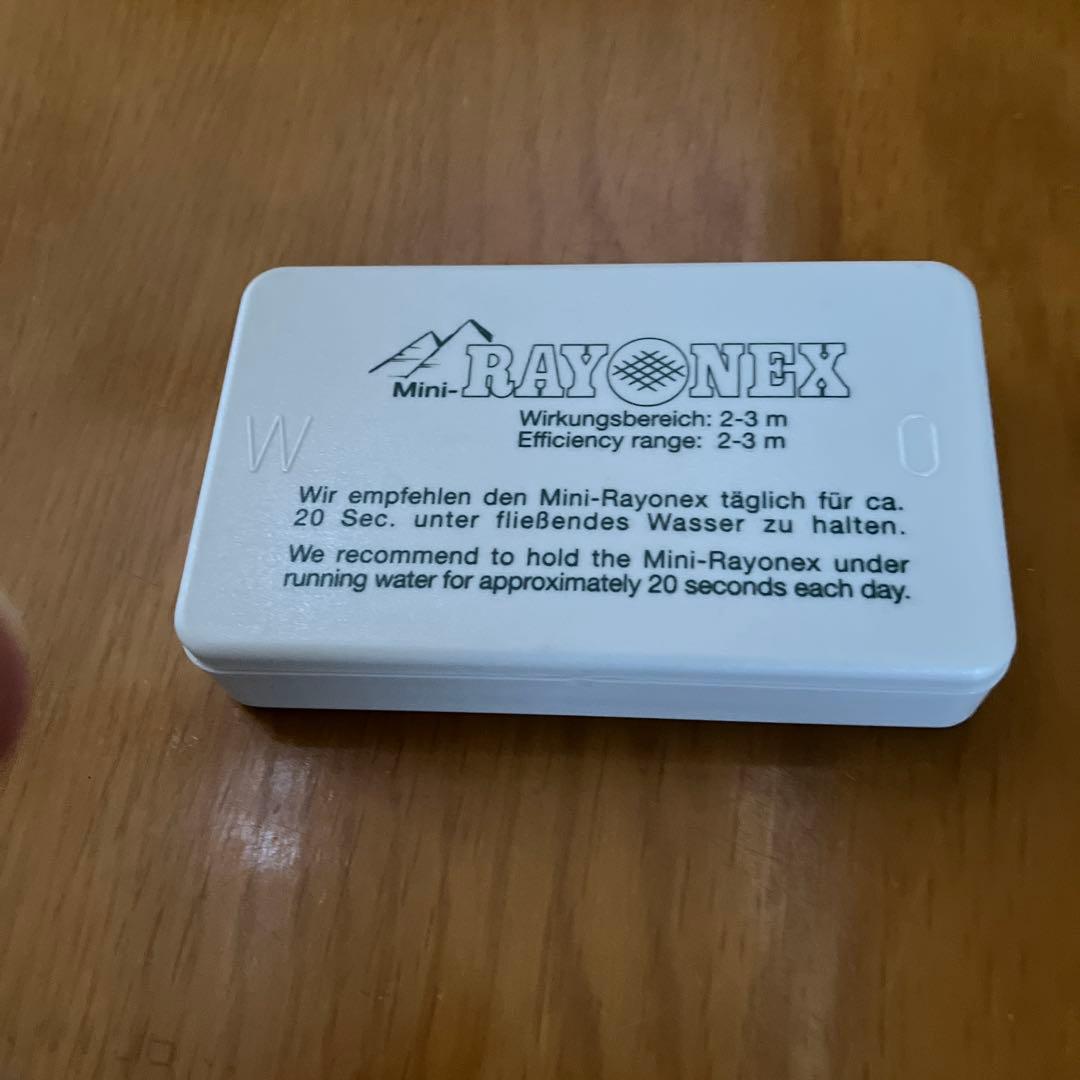 Mini-RAYONEX
Wirkungsbereich: 2-3 m
Efficiency range: 2-3 m
W
O
Wir empfehlen den Mini-Rayonex täglich für ca.
20 Sec. unter fließendes Wasser zu halten.
We recommend to hold the Mini-Rayonex under
running water for approximately 20 seconds each day.